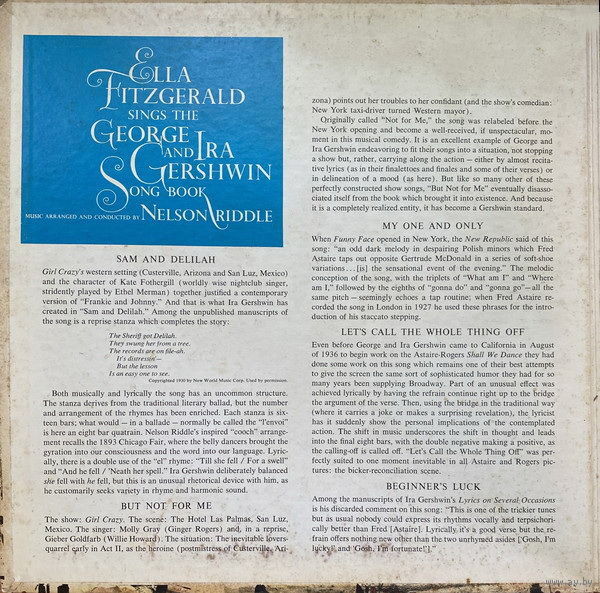 ELLA
FITZGERALD
SINGS THE
GEORGE
AND IRA
GERSHWIN
SONG BOOK
MUSIC ARRANGED AND CONDUCTED BY NELSON RIDDLE
SAM AND DELILAH
Girl Crazy's western setting (Custerville, Arizona and San Luz, Mexico)
and the character of Kate Fothergill (worldly wise nightclub singer,
stridently played by Ethel Merman) together justified a contemporary
version of "Frankie and Johnny." And that is what Ira Gershwin has
created in "Sam and Delilah." Among the unpublished manuscripts of
the song is a reprise stanza which completes the story:
The Sheriff got Delilah.
They swung her from a tree.
The records are on file-ah.
It's distressin'—
But the lesson
Is an easy one to see.
Copyrighted 1930 by New World Music Corp. Used by permission.
Both musically and lyrically the song has an uncommon structure.
The stanza derives from the traditional literary ballad, but the number
and arrangement of the rhymes has been enriched. Each stanza is six-
teen bars; what would — in a ballade — normally be called the "l'envoi"
is here an eight bar quatrain. Nelson Riddle's inspired "cooch" arrange-
ment recalls the 1893 Chicago Fair, where the belly dancers brought the
gyration into our consciousness and the word into our language. Lyric-
ally, there is a double use of the "el" rhyme: "Till she fell / For a swell"
and "And he fell / 'Neath her spell." Ira Gershwin deliberately balanced
she fell with he fell, but this is an unusual rhetorical device with him, as
he customarily seeks variety in rhyme and harmonic sound.
BUT NOT FOR ME
The show: Girl Crazy. The scene: The Hotel Las Palmas, San Luz,
Mexico. The singer: Molly Gray (Ginger Rogers) and, in a reprise,
Gieber Goldfarb (Willie Howard). The situation: The inevitable lovers-
quarrel early in Act II, as the heroine (postmistress of Custerville, Ari-
zona) points out her troubles to her confidant (and the show's comedian:
New York taxi-driver turned Western mayor).
Originally called "Not for Me," the song was relabeled before the
New York opening and become a well-received, if unspectacular, mo-
ment in this musical comedy. It is an excellent example of George and
Ira Gershwin endeavoring to fit their songs into a situation, not stopping
a show but, rather, carrying along the action — either by almost recita-
tive lyrics (as in their finalettoes and finales and some of their verses) or
in delineation of a mood (as here). But like so many other of these
perfectly constructed show songs, "But Not for Me" eventually disasso-
ciated itself from the book which brought it into existence. And because
it is a completely realized entity, it has become a Gershwin standard.
MY ONE AND ONLY
When Funny Face opened in New York, the New Republic said of this
song: "an odd dark melody in despairing Polish minors which Fred
Astaire taps out opposite Gertrude McDonald in a series of soft-shoe
variations . . . [is] the sensational event of the evening." The melodic
conception of the song, with the triplets of "What am I" and "Where
am I," followed by the eighths of "gonna do" and "gonna go"—all the
same pitch — seemingly echoes a tap routine; when Fred Astaire re-
corded the song in London in 1927 he used these phrases for the intro-
duction of his staccato stepping.
LET'S CALL THE WHOLE THING OFF
Even before George and Ira Gershwin came to California in August
of 1936 to begin work on the Astaire-Rogers Shall We Dance they had
done some work on this song which remains one of their best attempts
to give the screen the same sort of sophisticated humor they had for so
many years been supplying Broadway. Part of an unusual effect was
achieved lyrically by having the refrain continue right up to the bridge
the argument of the verse. Then, using the bridge in the traditional way
(where it carries a joke or makes a surprising revelation), the lyricist
has it suddenly show the personal implications of the contemplated
action. The shift in music underscores the shift in thought and leads
into the final eight bars, with the double negative making a positive, as
the calling-off is called off. "Let's Call the Whole Thing Off" was per-
fectly suited to one moment inevitable in all Astaire and Rogers pic-
tures: the bicker-reconciliation scene.
BEGINNER'S LUCK
Among the manuscripts of Ira Gershwin's Lyrics on Several Occasions
is his discarded comment on this song: "This is one of the trickier tunes
but as usual nobody could express its rhythms vocally and terpsichori-
cally better than Fred [Astaire]. Lyrically it's a good verse but the re-
frain offers nothing new other than the two unrhymed asides ['Gosh, I'm
lucky!' and 'Gosh, I'm fortunate!']."
www.ay.by